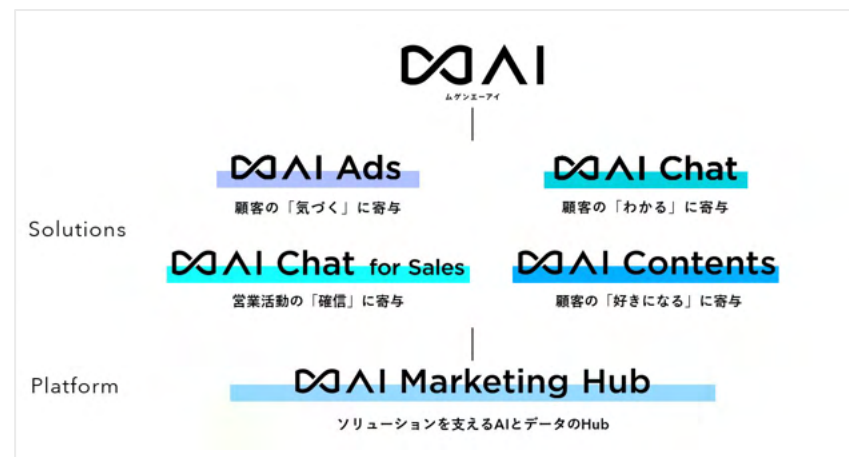 ∞AI
ムゲンエーアイ
∞AI Ads
∞AI Chat
顧客の「気づく」に寄与
顧客の「わかる」に寄与
Solutions
∞AI Chat for Sales
∞AI Contents
営業活動の「確信」に寄与
顧客の「好きになる」に寄与
Platform
∞AI Marketing Hub
ソリューションを支えるAIとデータのHub